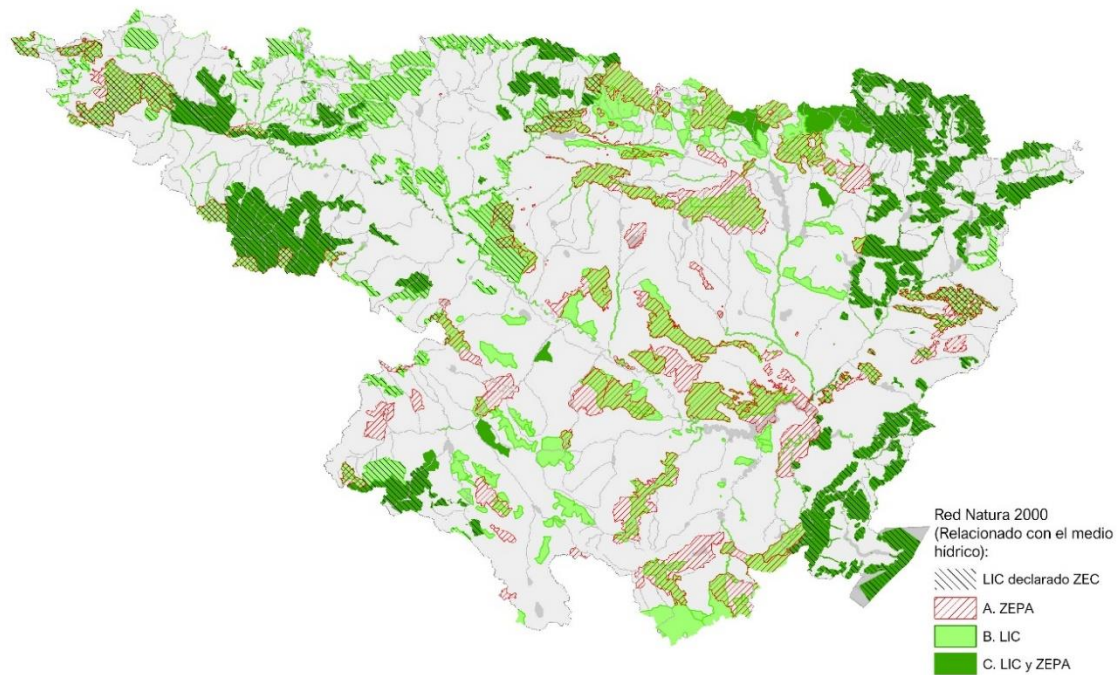 Red Natura 2000
(Relacionado con el medio
hídrico):
LIC declarado ZEC
A. ZEPA
B. LIC
C. LIC y ZEPA